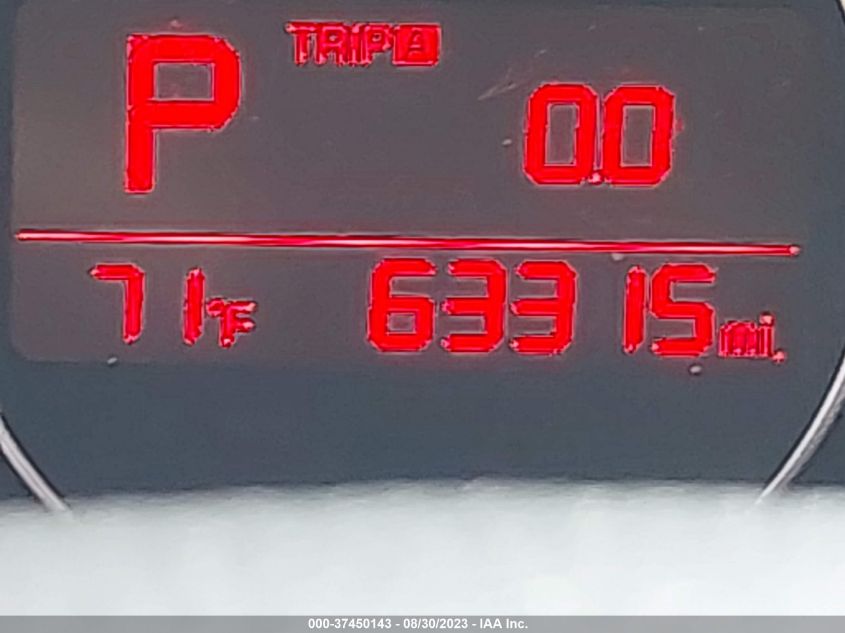 P TRIP A 0.0
71°F 63315 mi.
000-37450143 - 08/30/2023 - IAA Inc.